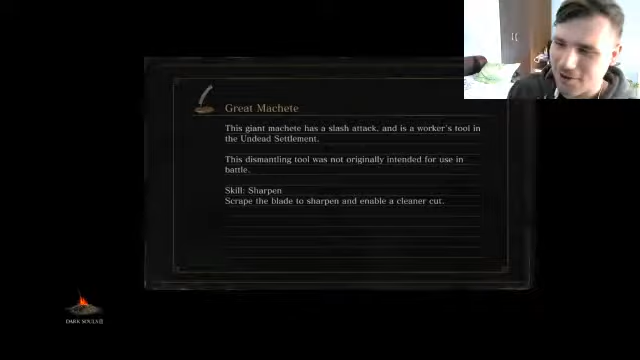 Great Machete
This giant machete has a slash attack, and is a worker's tool in
the Undead Settlement.
This dismantling tool was not originally intended for use in
battle.
Skill: Sharpen
Scrape the blade to sharpen and enable a cleaner cut.
DARK SOULS III